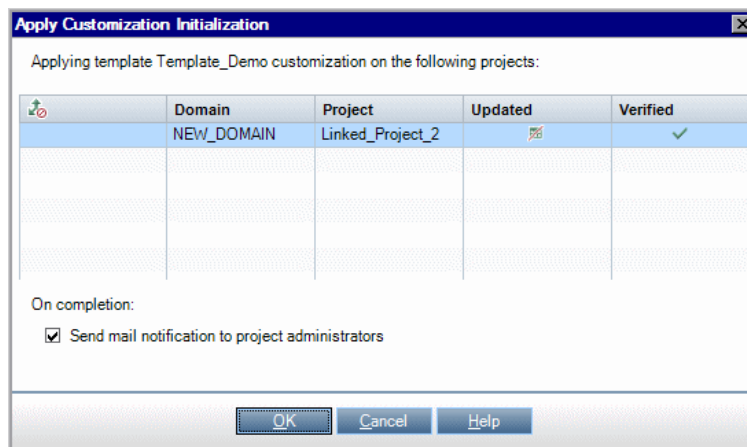 Apply Customization Initialization
Applying template Template_Demo customization on the following projects:
Domain Project Updated Verified
NEW_DOMAIN Linked_Project_2
On completion:
Send mail notification to project administrators
OK Cancel Help